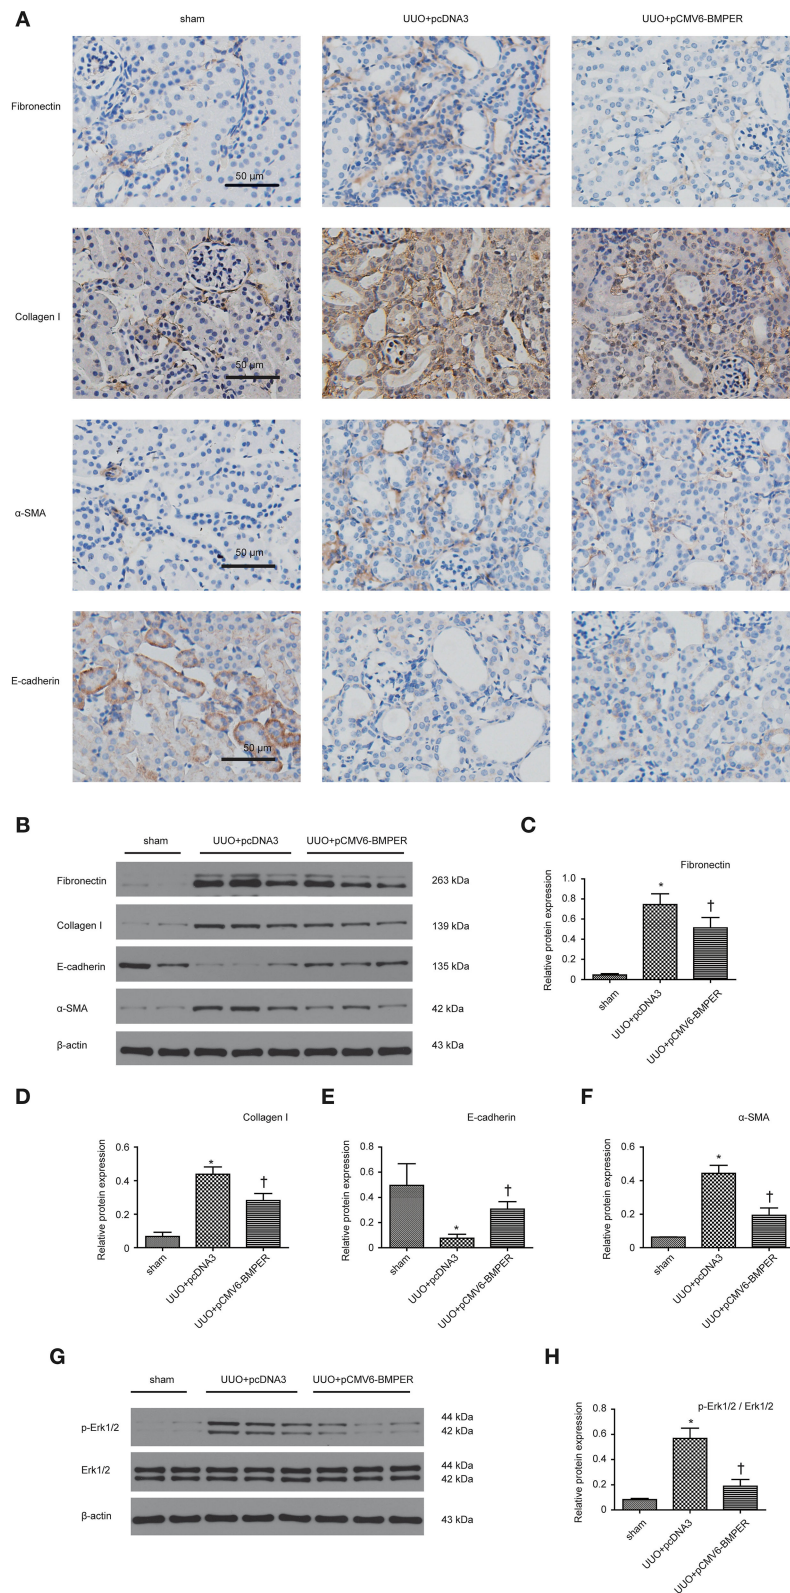 A
sham
UUO+pcDNA3
UUO+pCMV6-BMPER
Fibronectin
50 μm
Collagen I
50 μm
α-SMA
50 μm
E-cadherin
50 μm
B
sham
UUO+pcDNA3
UUO+pCMV6-BMPER
Fibronectin
263 kDa
Collagen I
139 kDa
E-cadherin
135 kDa
α-SMA
42 kDa
β-actin
43 kDa
C
Fibronectin
Relative protein expression
1.0
0.8
0.6
0.4
0.2
0
*
†
sham
UUO+pcDNA3
UUO+pCMV6-BMPER
D
Collagen I
Relative protein expression
0.6
0.4
0.2
0
*
†
sham
UUO+pcDNA3
UUO+pCMV6-BMPER
E
E-cadherin
Relative protein expression
0.8
0.6
0.4
0.2
0
*
†
sham
UUO+pcDNA3
UUO+pCMV6-BMPER
F
α-SMA
Relative protein expression
0.6
0.4
0.2
0
*
†
sham
UUO+pcDNA3
UUO+pCMV6-BMPER
G
sham
UUO+pcDNA3
UUO+pCMV6-BMPER
p-Erk1/2
44 kDa
42 kDa
Erk1/2
44 kDa
42 kDa
β-actin
43 kDa
H
p-Erk1/2 / Erk1/2
Relative protein expression
0.8
0.6
0.4
0.2
0
*
†
sham
UUO+pcDNA3
UUO+pCMV6-BMPER